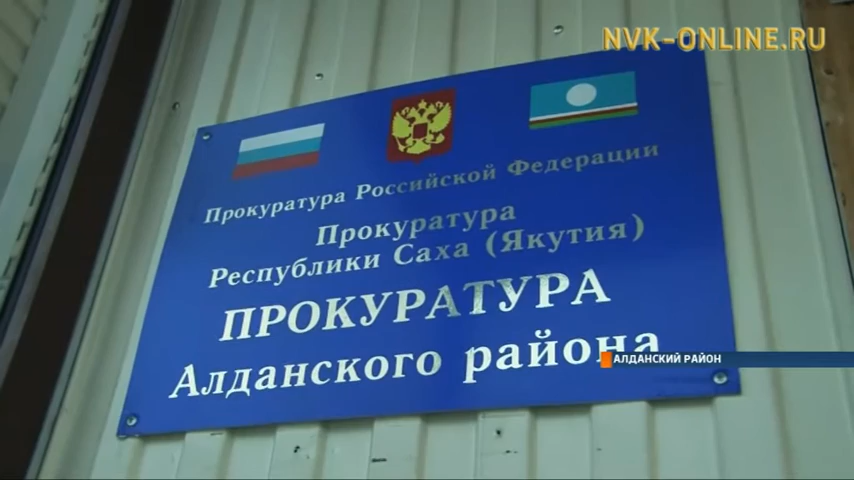 NVK-ONLINE.RU
Прокуратура Российской Федерации
Прокуратура
Республики Саха (Якутия)
ПРОКУРАТУРА
Алданского района
АЛДАНСКИЙ РАЙОН